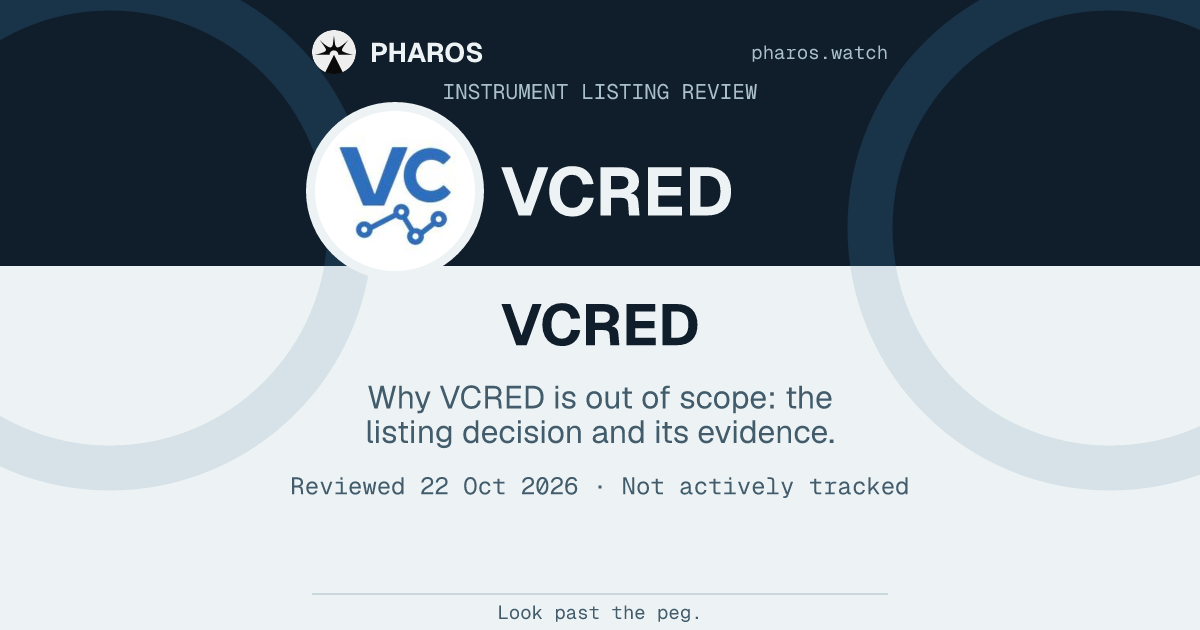 PHAROS
pharos.watch
INSTRUMENT LISTING REVIEW
VC
VCRED
VCRED
Why VCRED is out of scope: the
listing decision and its evidence.
Reviewed 22 Oct 2026 · Not actively tracked
Look past the peg.